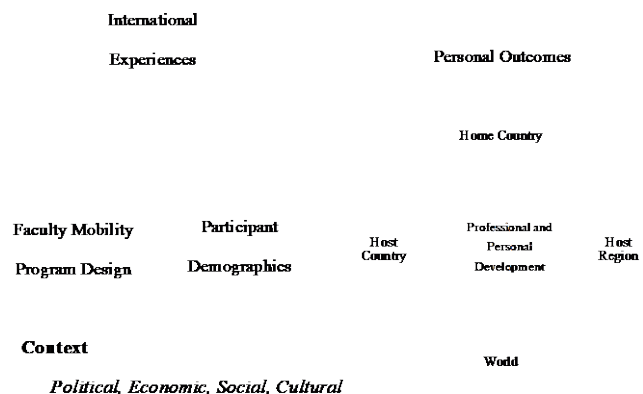 International
Experiences
Personal Outcomes
Home Country
Faculty Mobility
Program Design
Participant
Demographics
Host
Country
Professional and
Personal
Development
Host
Region
Context
Political, Economic, Social, Cultural
World